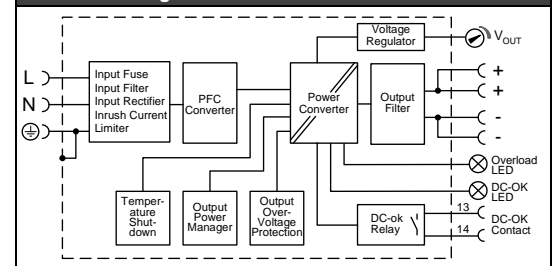 Voltage
Regulator
VOUT
L
N
Input Fuse
Input Filter
Input Rectifier
Inrush Current
Limiter
PFC
Converter
Power
Converter
Output
Filter
+
+
-
-
Overload
LED
DC-OK
LED
Temper-
ature
Shut-
down
Output
Power
Manager
Output
Over-
Voltage
Protection
DC-ok
Relay
13
14
DC-OK
Contact